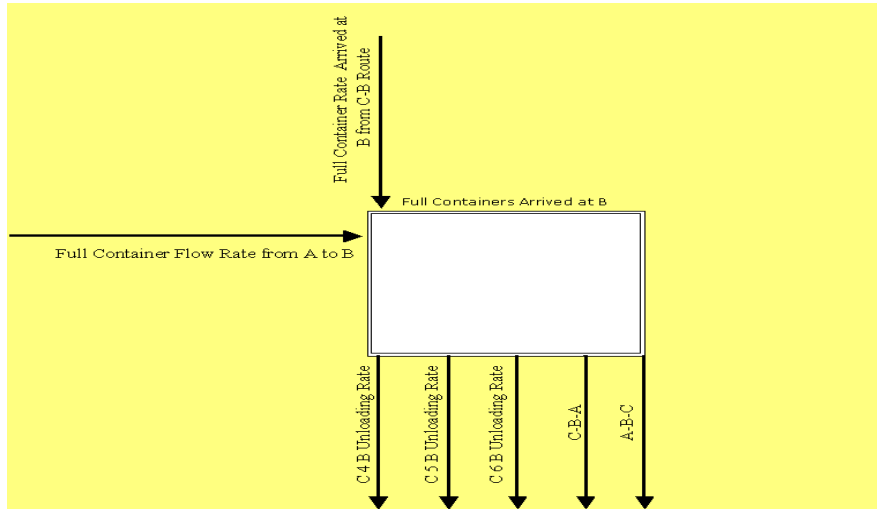 Full Container Rate Arrived at
B from C-B Route
Full Containers Arrived at B
Full Container Flow Rate from A to B
C 4 B Unloading Rate
C 5 B Unloading Rate
C 6 B Unloading Rate
C-B-A
A-B-C